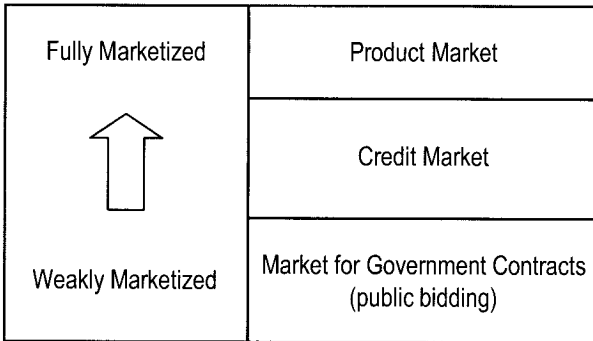 Fully Marketized
Product Market
Credit Market
Weakly Marketized
Market for Government Contracts
(public bidding)